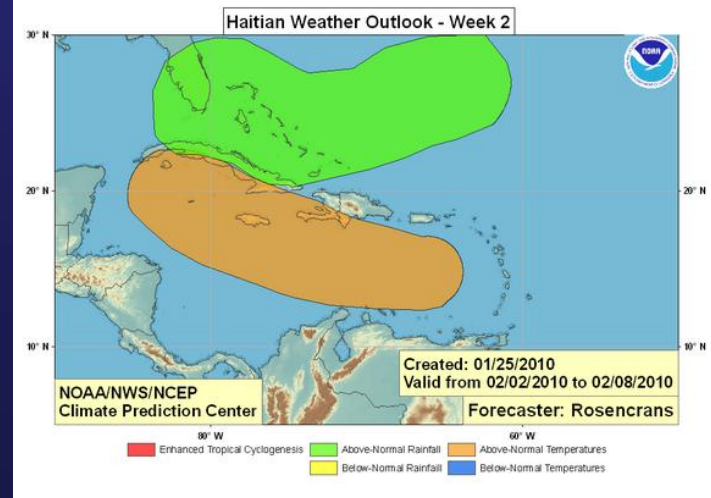 Haitian Weather Outlook - Week 2
30° N
NOAA
20° N
20° N
10° N
10° N
Created: 01/25/2010
Valid from 02/02/2010 to 02/08/2010
NOAA/NWS/NCEP
Climate Prediction Center
Forecaster: Rosencrans
80° W
60° W
Enhanced Tropical Cyclogenesis
Above-Normal Rainfall
Above-Normal Temperatures
Below-Normal Rainfall
Below-Normal Temperatures